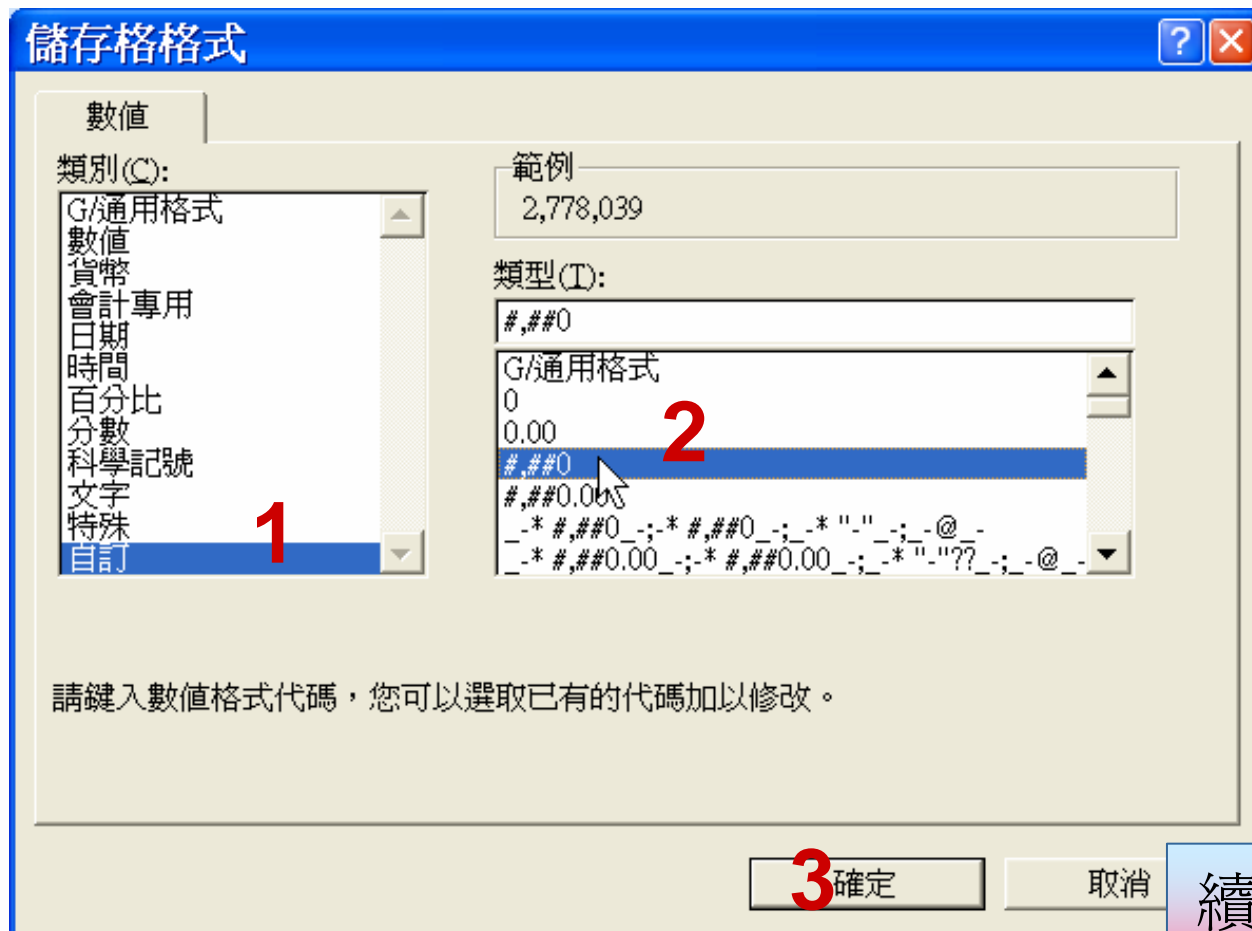 儲存格格式
數值
類別(C):
G/通用格式
數值
貨幣
會計專用
日期
時間
百分比
分數
科學記號
文字
特殊
自訂
1
範例
2,778,039
類型(T):
#,##0
G/通用格式
0
0.00
2
#,##0
#,##0.00
_-* #,##0_-;-* #,##0_-;_-* "-"_-;_-@_-
_-* #,##0.00_-;-* #,##0.00_-;_-* "-"??_-;_-@_-
請鍵入數值格式代碼，您可以選取已有的代碼加以修改。
3
確定
取消
續